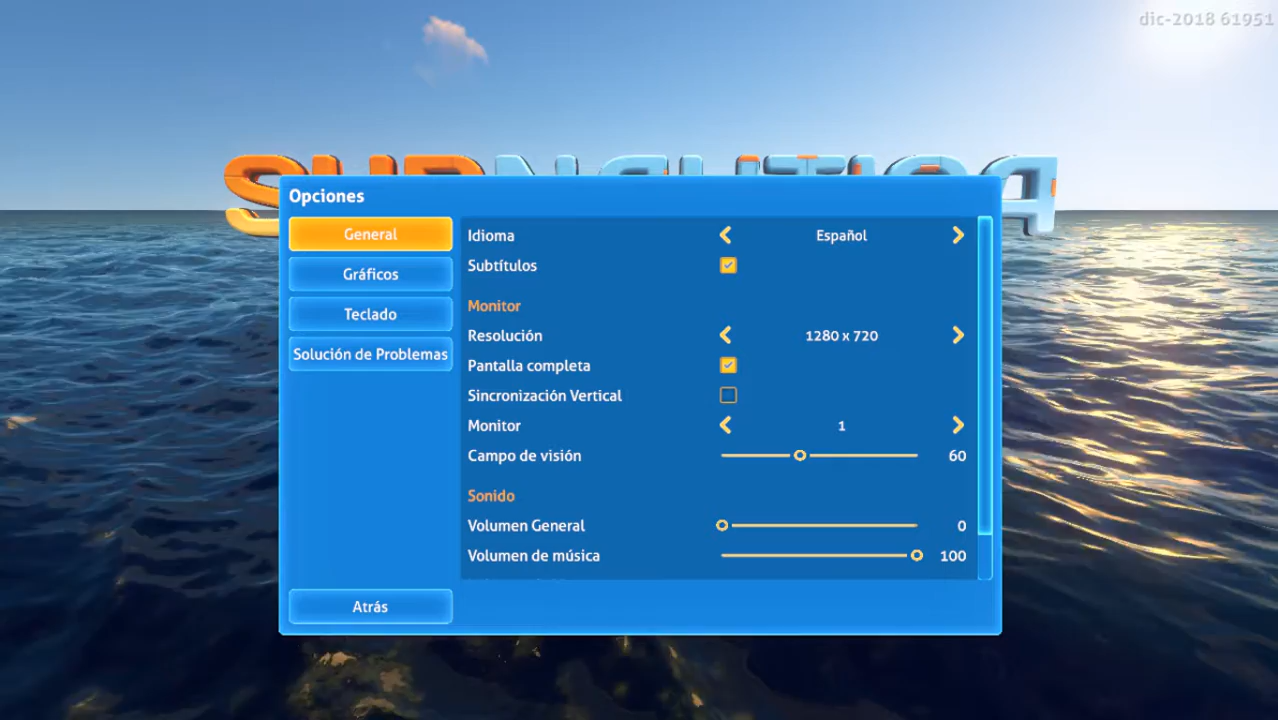 dic-2018 61951
SUBNAUTICA
Opciones
General
Gráficos
Teclado
Solución de Problemas
Atrás
Idioma Español
Subtítulos
Monitor
Resolución 1280 x 720
Pantalla completa
Sincronización Vertical
Monitor 1
Campo de visión 60
Sonido
Volumen General 0
Volumen de música 100